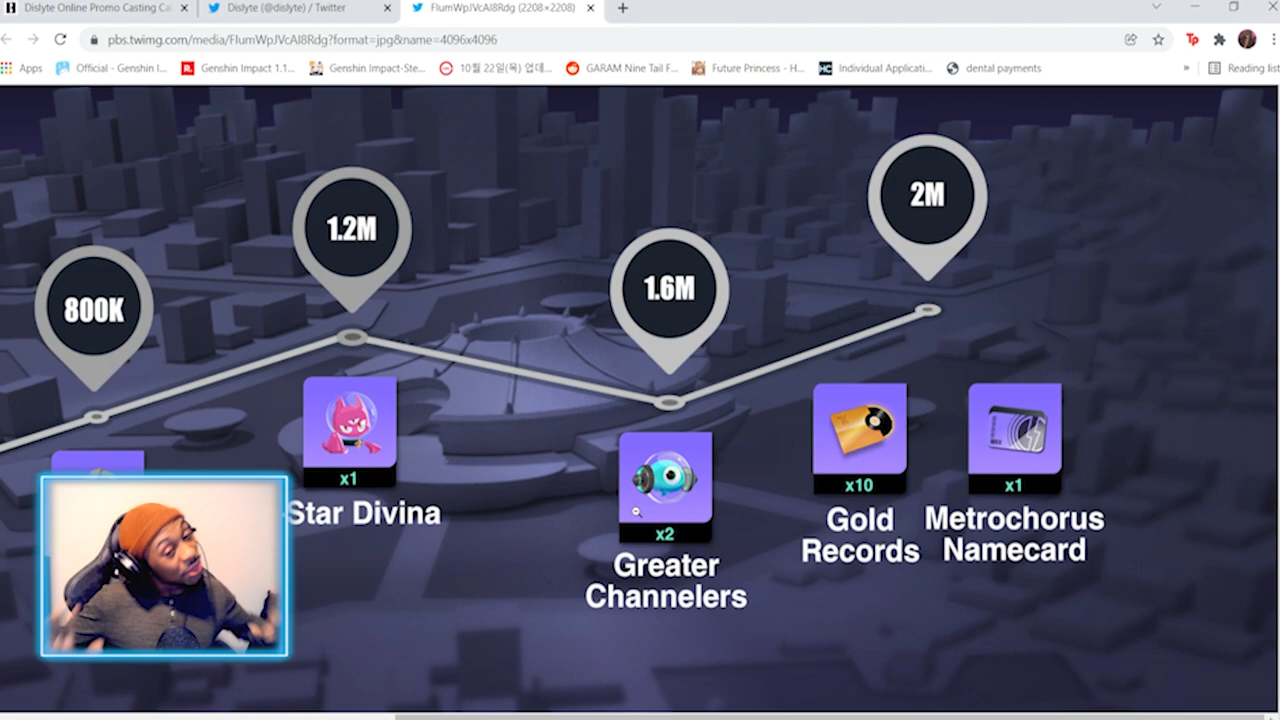 Dislyte Online Promo Casting Cal
Dislyte (@dislyte) / Twitter
FIumWpJVcAI8Rdg (2208×2208)
pbs.twimg.com/media/FIumWpJVcAI8Rdg?format=jpg&name=4096x4096
Apps
Official - Genshin I...
Genshin Impact 1.1...
Genshin Impact-Ste...
10월 22일(목) 업데...
GARAM Nine Tail F...
Future Princess - H...
Individual Applicati...
dental payments
»
Reading list
800K
1.2M
1.6M
2M
x1
Star Divina
x2
Greater
Channelers
x10
Gold
Records
x1
Metrochorus
Namecard